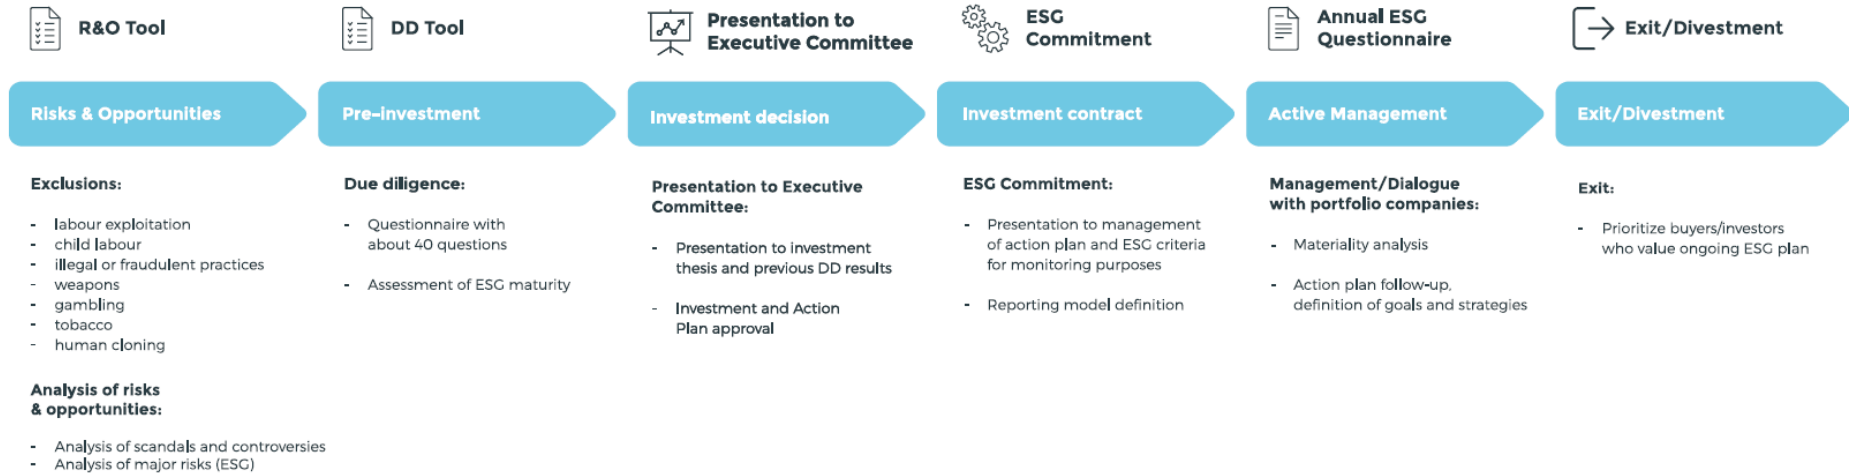 R&O Tool
DD Tool
Presentation to
Executive Committee
ESG
Commitment
Annual ESG
Questionnaire
Exit/Divestment
Risks & Opportunities
Pre-investment
Investment decision
Investment contract
Active Management
Exit/Divestment
Exclusions:
- labour exploitation
- child labour
- illegal or fraudulent practices
- weapons
- gambling
- tobacco
- human cloning
Analysis of risks
& opportunities:
- Analysis of scandals and controversies
- Analysis of major risks (ESG)
Due diligence:
- Questionnaire with
about 40 questions
- Assessment of ESG maturity
Presentation to Executive
Committee:
- Presentation to investment
thesis and previous DD results
- Investment and Action
Plan approval
ESG Commitment:
- Presentation to management
of action plan and ESG criteria
for monitoring purposes
- Reporting model definition
Management/Dialogue
with portfolio companies:
- Materiality analysis
- Action plan follow-up,
definition of goals and strategies
Exit:
- Prioritize buyers/investors
who value ongoing ESG plan